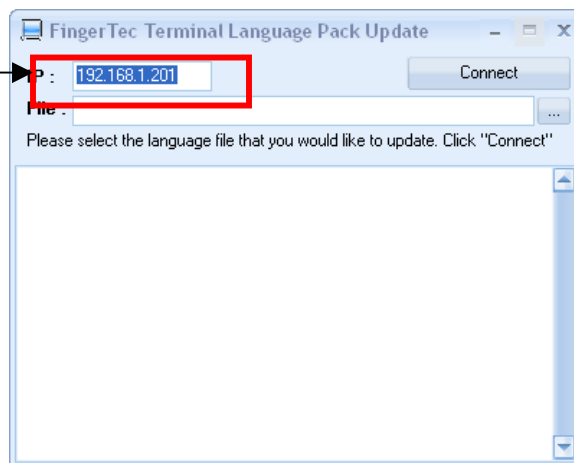 FingerTec Terminal Language Pack Update
IP : 192.168.1.201 Connect
File : ...
Please select the language file that you would like to update. Click "Connect"